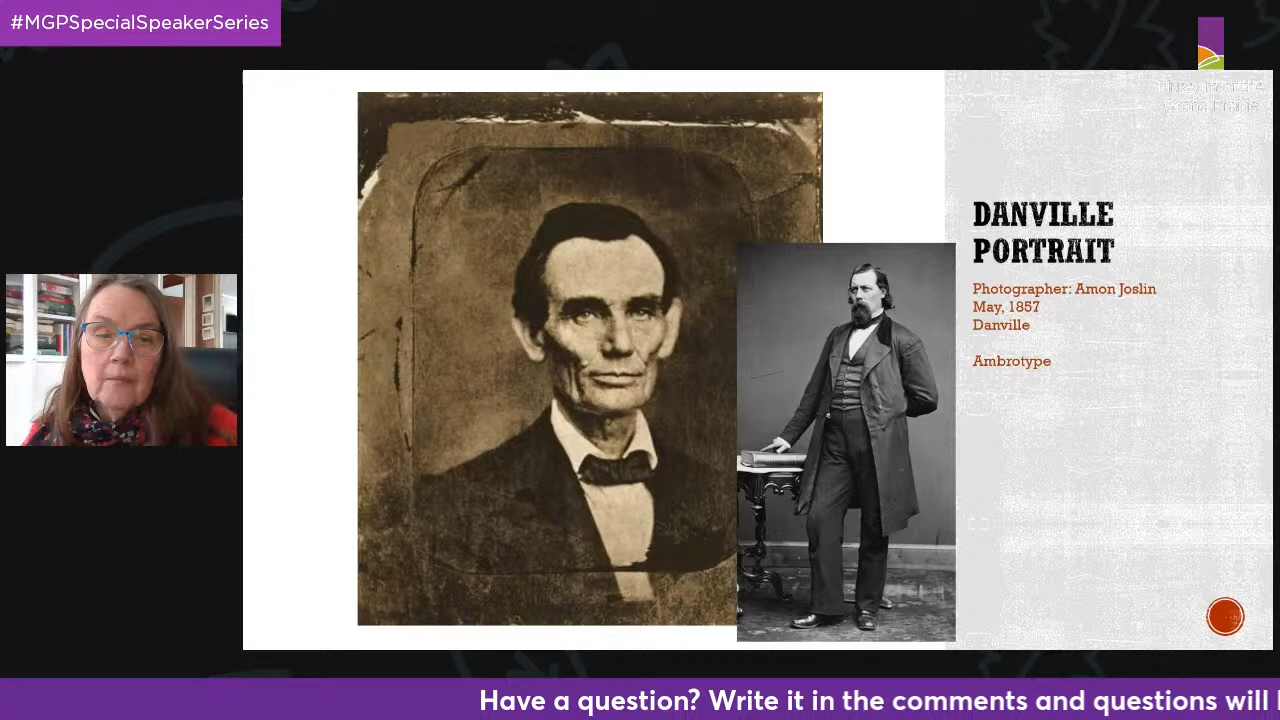 #MGPSpecialSpeakerSeries
DANVILLE
PORTRAIT
Photographer: Amon Joslin
May, 1857
Danville
Ambrotype
Have a question? Write it in the comments and questions will